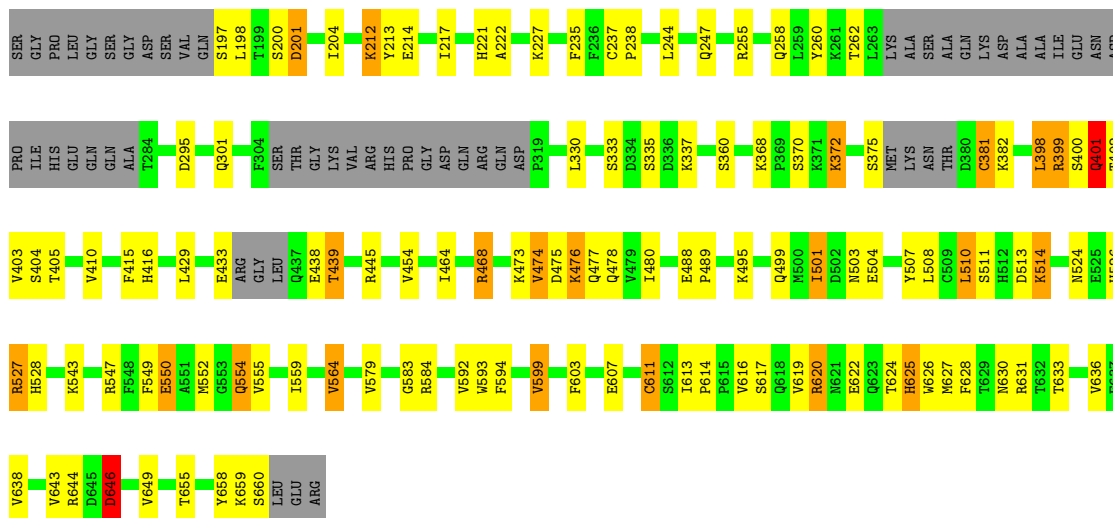 SER GLY PRO LEU GLY SER GLY ASP SER VAL GLN S197 L198 T199 S200 D201 I204 K212 Y213 E214 I217 H221 A222 K227 F235 F236 C237 P238 L244 Q247 R255 Q258 L259 Y260 K261 T262 L263 LYS ALA SER ALA GLN LYS ASP ALA ALA ILE GLU ASN ASP
PRO ILE HIS GLU GLN GLN ALA T284 D295 Q301 F304 SER THR GLY LYS VAL ARG HIS PRO GLY ASP GLN ARG GLN ASP P319 L330 S333 D334 S335 D336 K337 S360 K368 P369 S370 K371 K372 S375 MET LYS ASN THR D380 C381 K382 L398 R399 S400 Q401
V403 S404 T405 V410 F415 H416 L429 E433 ARG GLY LEU Q437 E438 T439 R445 V454 I464 R468 K473 V474 D475 K476 Q477 Q478 V479 I480 E488 P489 K495 Q499 M500 I501 D502 N503 E504 Y507 L508 C509 L510 S511 H512 D513 K514 N524 E525
R527 H528 K543 R547 F548 F549 E550 A551 M552 G553 Q554 V555 I559 V564 V579 G583 R584 V592 W593 F594 V599 F603 E607 C611 S612 I613 P614 P615 V616 S617 Q618 V619 R620 N621 E622 Q623 T624 H625 W626 M627 F628 T629 N630 R631 T632 T633 V636
V638 V643 R644 D645 D646 V649 T655 Y658 K659 S660 LEU GLU ARG